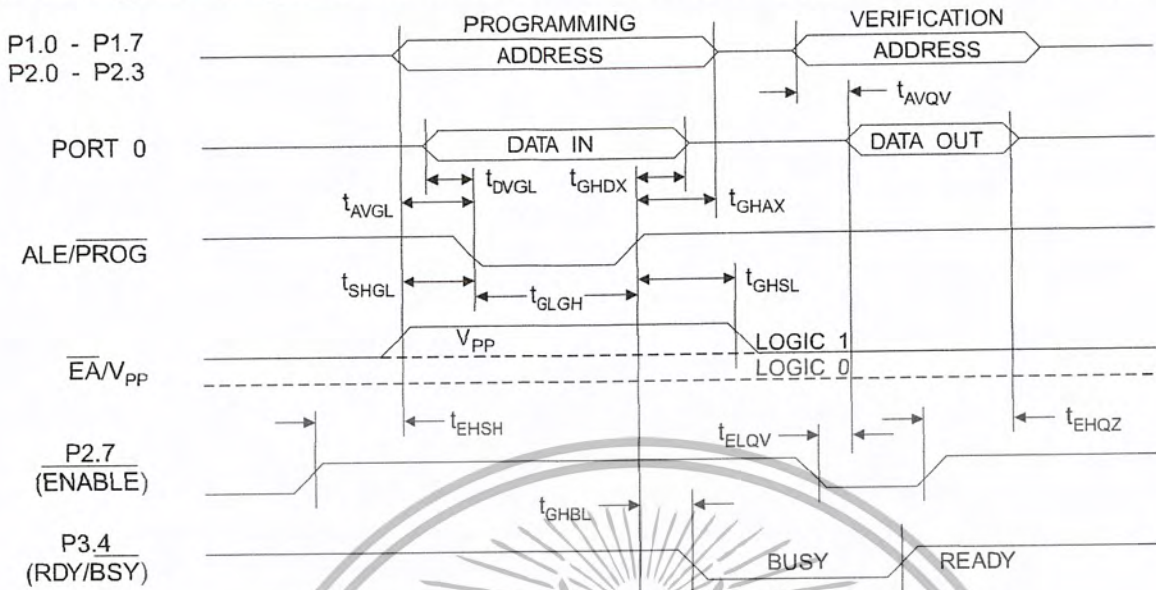 PROGRAMMING
VERIFICATION
P1.0 - P1.7
P2.0 - P2.3
ADDRESS
ADDRESS
tAVQV
PORT 0
DATA IN
DATA OUT
tDVGL
tGHDX
tAVGL
tGHAX
ALE/PROG
tSHGL
tGLGH
tGHSL
VPP
LOGIC 1
EA/VPP
LOGIC 0
tEHSH
tELQV
tEHQZ
P2.7
(ENABLE)
tGHBL
P3.4
(RDY/BSY)
BUSY
READY